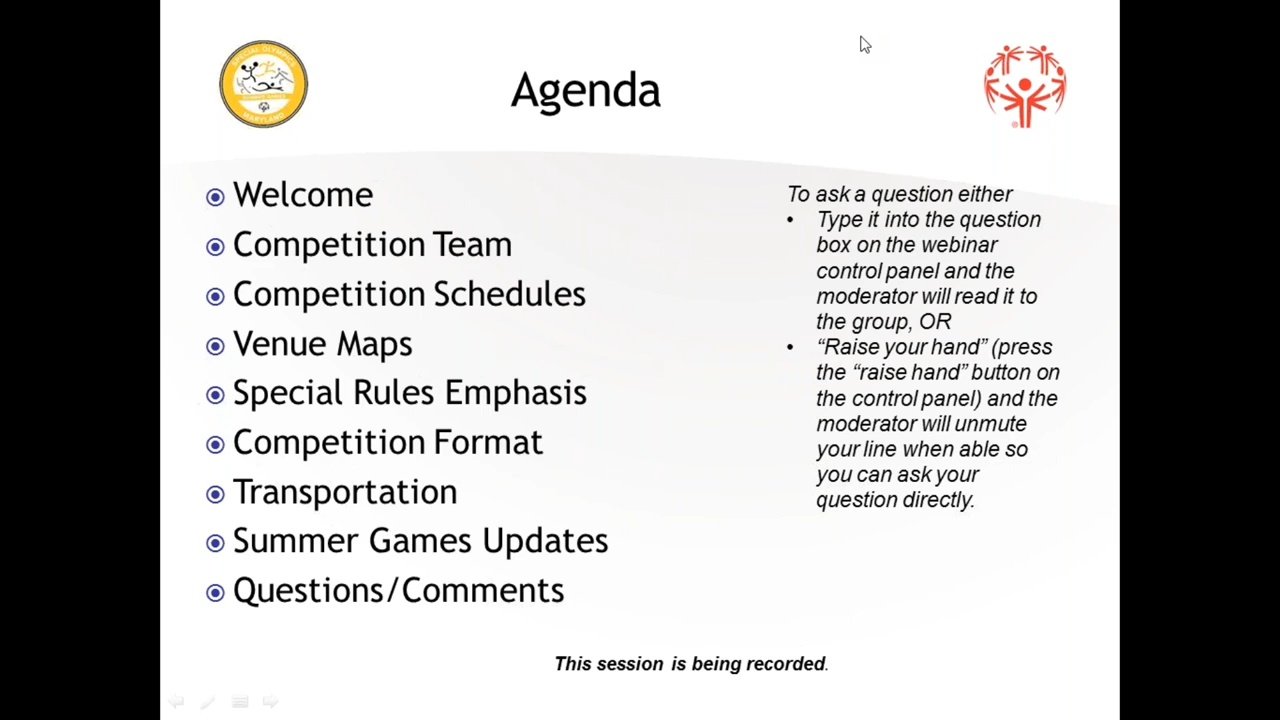 SPECIAL OLYMPICS
MARYLAND
Agenda
Welcome
Competition Team
Competition Schedules
Venue Maps
Special Rules Emphasis
Competition Format
Transportation
Summer Games Updates
Questions/Comments
To ask a question either
• Type it into the question
box on the webinar
control panel and the
moderator will read it to
the group, OR
• “Raise your hand” (press
the “raise hand” button on
the control panel) and the
moderator will unmute
your line when able so
you can ask your
question directly.
This session is being recorded.